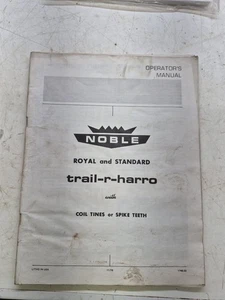 OPERATOR'S
MANUAL
NOBLE
ROYAL and STANDARD
trail-r-harro
with
COIL TINES or SPIKE TEETH